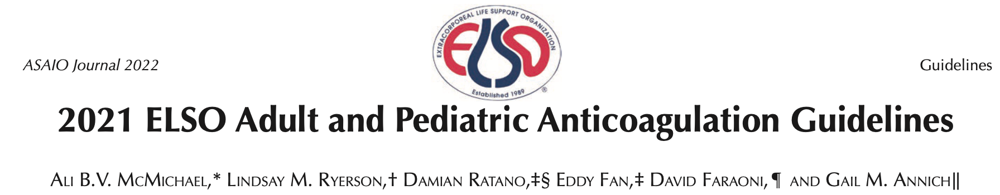 EXTRACORPOREAL LIFE SUPPORT ORGANIZATION
ELSO
Established 1989
®
ASAIO Journal 2022
Guidelines
2021 ELSO Adult and Pediatric Anticoagulation Guidelines
Ali B.V. McMichael,* Lindsay M. Ryerson,† Damian Ratano,‡§ Eddy Fan,‡ David Faraoni,¶ and Gail M. Annich||